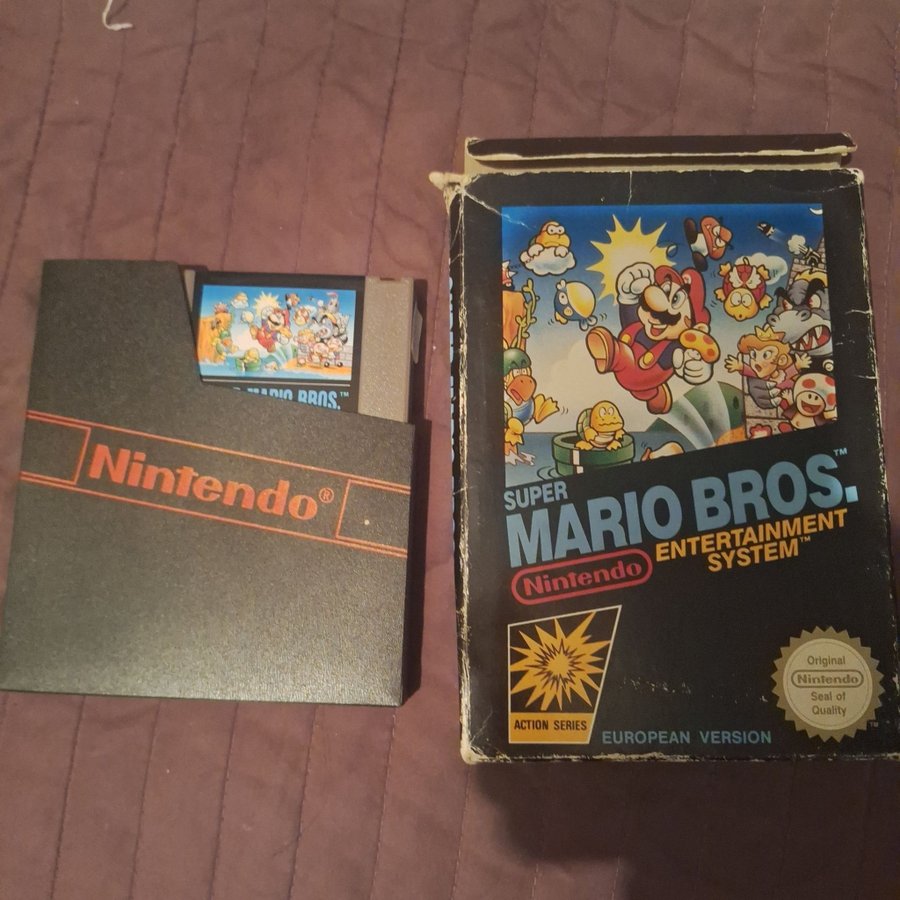 MARIO BROS.™
Nintendo®
SUPER
MARIO BROS.™
Nintendo
ENTERTAINMENT
SYSTEM™
ACTION SERIES
EUROPEAN VERSION
Original
Nintendo
Seal of
Quality
TM